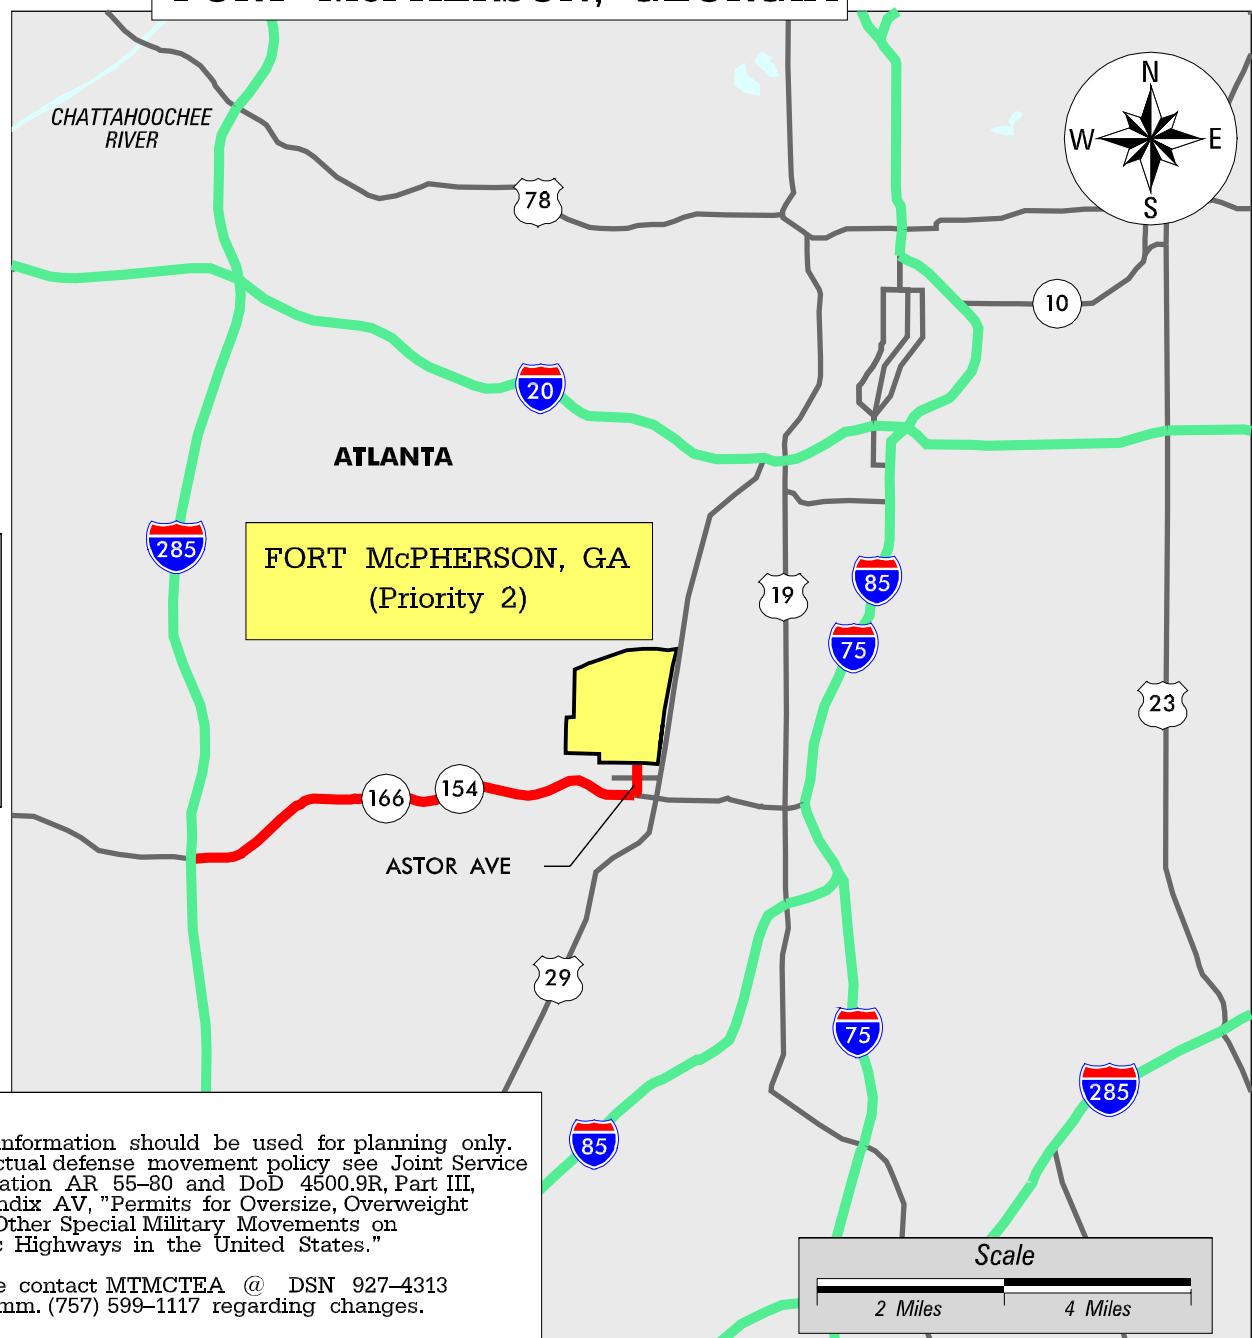 FORT McPHERSON, GEORGIA
CHATTAHOOCHEE
RIVER
N
W
E
S
78
10
20
ATLANTA
285
FORT McPHERSON, GA
(Priority 2)
19
85
75
23
166
154
ASTOR AVE
29
75
285
85
information should be used for planning only.
ctual defense movement policy see Joint Service
ation AR 55–80 and DoD 4500.9R, Part III,
ndix AV, "Permits for Oversize, Overweight
Other Special Military Movements on
c Highways in the United States."
e contact MTMCTEA @ DSN 927–4313
mm. (757) 599–1117 regarding changes.
Scale
2 Miles
4 Miles